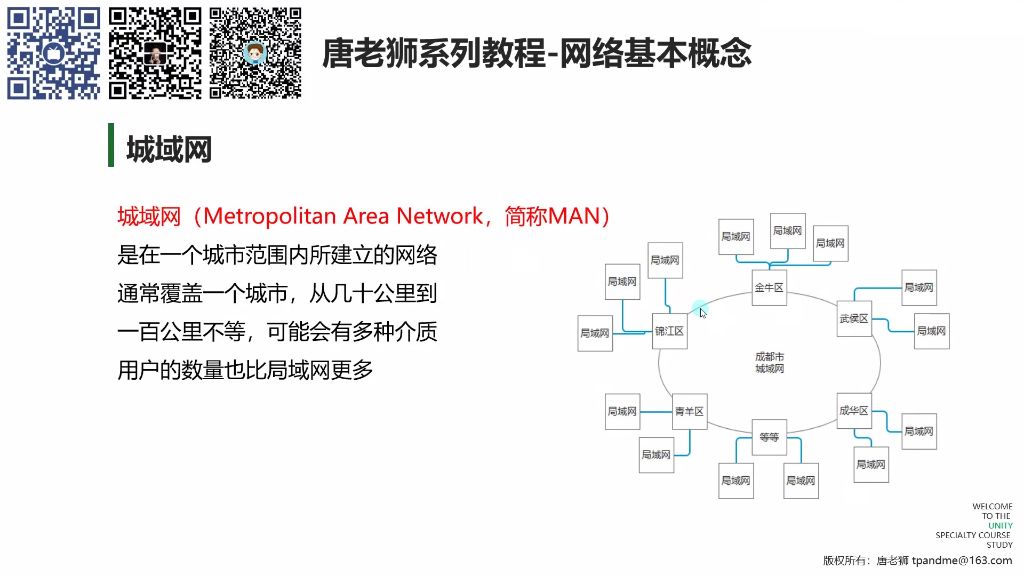 唐老狮系列教程-网络基本概念
城域网
城域网（Metropolitan Area Network，简称MAN）
是在一个城市范围内所建立的网络
通常覆盖一个城市，从几十公里到
一百公里不等，可能会有多种介质
用户的数量也比局域网更多
局域网
局域网
局域网
局域网
局域网
局域网
金牛区
局域网
锦江区
武侯区
局域网
成都市
城域网
局域网
青羊区
成华区
局域网
等等
局域网
局域网
局域网
局域网
局域网
WELCOME
TO THE
UNITY
SPECIALTY COURSE
STUDY
版权所有：唐老狮 tpandme@163.com